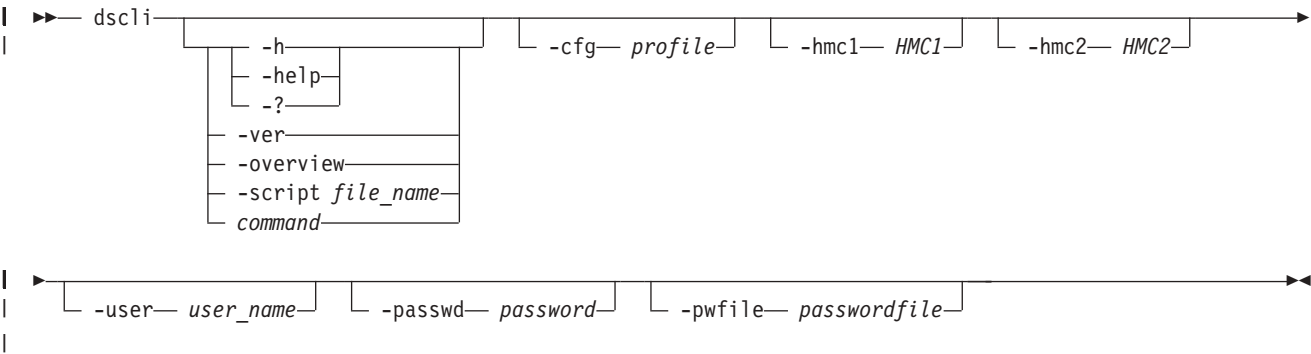 dscli
-h
-help
-?
-ver
-overview
-script file_name
command
-cfg profile
-hmc1 HMC1
-hmc2 HMC2
-user user_name
-passwd password
-pwfile passwordfile